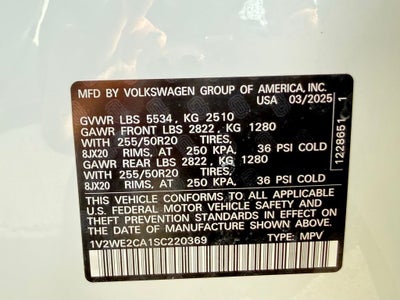 MFD BY VOLKSWAGEN GROUP OF AMERICA, INC.
USA 03/2025
GVWR LBS 5534, KG 2510
GAWR FRONT LBS 2822, KG 1280
WITH 255/50R20 TIRES,
8JX20 RIMS, AT 250 KPA, 36 PSI COLD
GAWR REAR LBS 2822, KG 1280
WITH 255/50R20 TIRES,
8JX20 RIMS, AT 250 KPA, 36 PSI COLD
THIS VEHICLE CONFORMS TO ALL APPLICABLE
U.S. FEDERAL MOTOR VEHICLE SAFETY AND
THEFT PREVENTION STANDARDS IN EFFECT ON THE
DATE OF MANUFACTURE SHOWN ABOVE.
1V2WE2CA1SC220369 TYPE: MPV
1228651 1